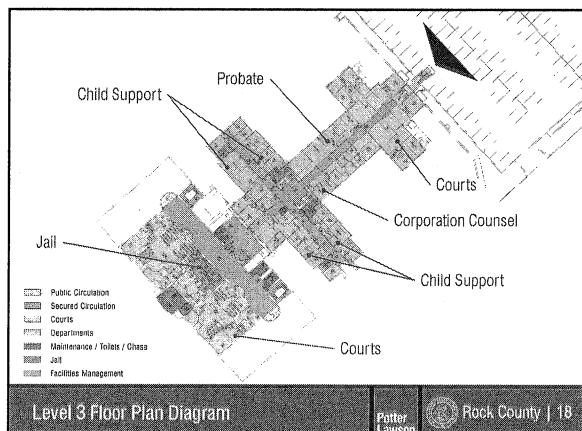 Child Support
Probate
Courts
Corporation Counsel
Jail
Child Support
Public Circulation
Secured Circulation
Courts
Departments
Maintenance / Toilets / Chase
Jail
Facilities Management
Courts
Level 3 Floor Plan Diagram
Potter
Lawson
Rock County | 18